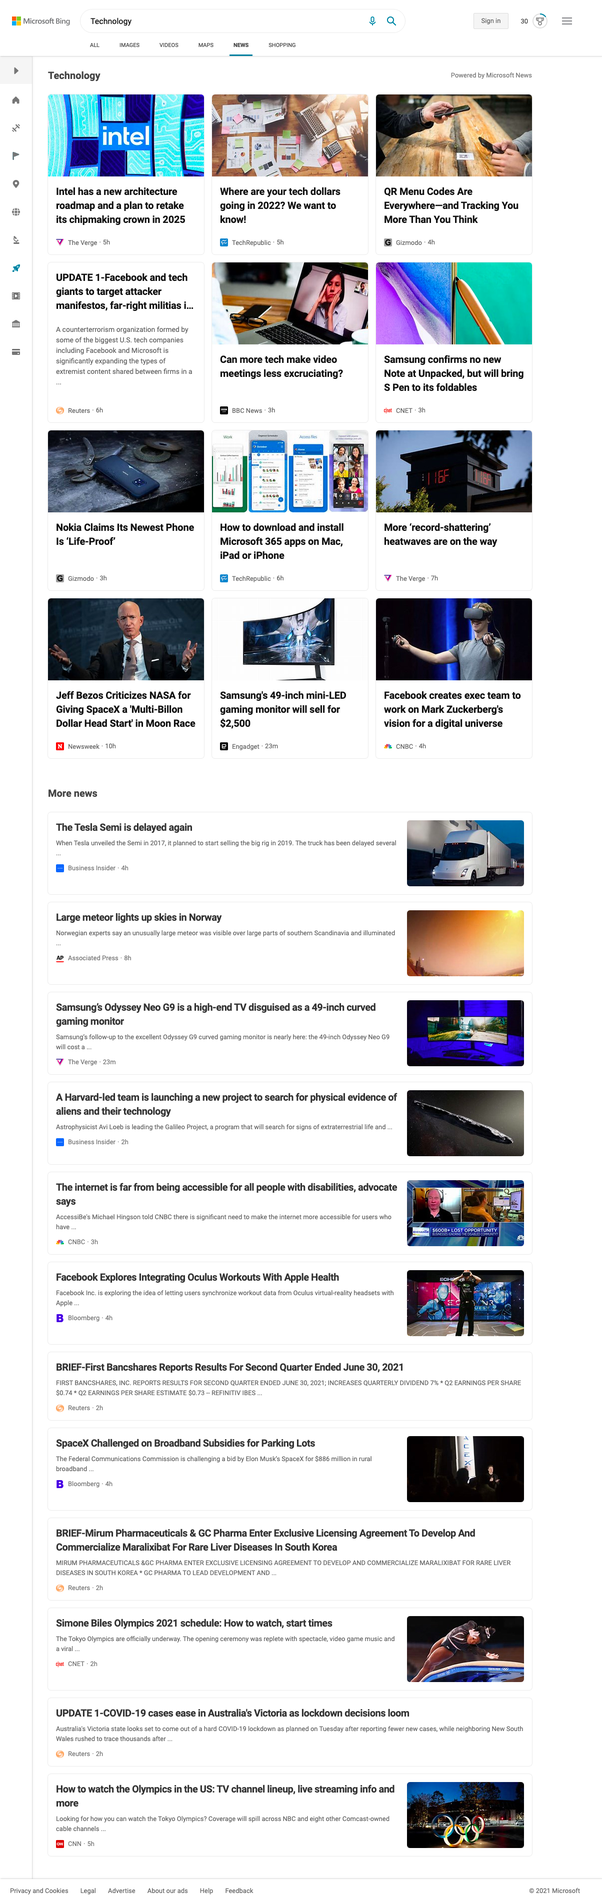 Microsoft Bing
Technology
Sign in
30
ALL
IMAGES
VIDEOS
MAPS
NEWS
SHOPPING
Technology
Powered by Microsoft News
intel
Intel has a new architecture
roadmap and a plan to retake
its chipmaking crown in 2025
The Verge · 5h
Where are your tech dollars
going in 2022? We want to
know!
TechRepublic · 5h
QR Menu Codes Are
Everywhere—and Tracking You
More Than You Think
Gizmodo · 4h
UPDATE 1-Facebook and tech
giants to target attacker
manifestos, far-right militias i...
A counterterrorism organization formed by
some of the biggest U.S. tech companies
including Facebook and Microsoft is
significantly expanding the types of
extremist content shared between firms in a
...
Reuters · 6h
Can more tech make video
meetings less excruciating?
BBC News · 3h
Samsung confirms no new
Note at Unpacked, but will bring
S Pen to its foldables
CNET · 3h
Nokia Claims Its Newest Phone
Is ‘Life-Proof’
Gizmodo · 3h
How to download and install
Microsoft 365 apps on Mac,
iPad or iPhone
TechRepublic · 6h
116F
More ‘record-shattering’
heatwaves are on the way
The Verge · 7h
Jeff Bezos Criticizes NASA for
Giving SpaceX a 'Multi-Billon
Dollar Head Start' in Moon Race
Newsweek · 10h
Samsung's 49-inch mini-LED
gaming monitor will sell for
$2,500
Engadget · 23m
Facebook creates exec team to
work on Mark Zuckerberg's
vision for a digital universe
CNBC · 4h
More news
The Tesla Semi is delayed again
When Tesla unveiled the Semi in 2017, it planned to start selling the big rig in 2019. The truck has been delayed several
...
Business Insider · 4h
Large meteor lights up skies in Norway
Norwegian experts say an unusually large meteor was visible over large parts of southern Scandinavia and illuminated
...
AP
Associated Press · 8h
Samsung’s Odyssey Neo G9 is a high-end TV disguised as a 49-inch curved
gaming monitor
Samsung’s follow-up to the excellent Odyssey G9 curved gaming monitor is nearly here: the 49-inch Odyssey Neo G9
will cost a ...
The Verge · 23m
A Harvard-led team is launching a new project to search for physical evidence of
aliens and their technology
Astrophysicist Avi Loeb is leading the Galileo Project, a program that will search for signs of extraterrestrial life and ...
Business Insider · 2h
The internet is far from being accessible for all people with disabilities, advocate
says
AccessiBe's Michael Hingson told CNBC there is significant need to make the internet more accessible for users who
have ...
CNBC · 3h
$600B+ LOST OPPORTUNITY
Facebook Explores Integrating Oculus Workouts With Apple Health
Facebook Inc. is exploring the idea of letting users synchronize workout data from Oculus virtual-reality headsets with
Apple ...
Bloomberg · 4h
BRIEF-First Bancshares Reports Results For Second Quarter Ended June 30, 2021
FIRST BANCSHARES, INC. REPORTS RESULTS FOR SECOND QUARTER ENDED JUNE 30, 2021; INCREASES QUARTERLY DIVIDEND 7% * Q2 EARNINGS PER SHARE
$0.74 * Q2 EARNINGS PER SHARE ESTIMATE $0.73 -- REFINITIV IBES ...
Reuters · 2h
SpaceX Challenged on Broadband Subsidies for Parking Lots
The Federal Communications Commission is challenging a bid by Elon Musk's SpaceX for $886 million in rural
broadband ...
Bloomberg · 4h
BRIEF-Mirum Pharmaceuticals & GC Pharma Enter Exclusive Licensing Agreement To Develop And
Commercialize Maralixibat For Rare Liver Diseases In South Korea
MIRUM PHARMACEUTICALS &GC PHARMA ENTER EXCLUSIVE LICENSING AGREEMENT TO DEVELOP AND COMMERCIALIZE MARALIXIBAT FOR RARE LIVER
DISEASES IN SOUTH KOREA * GC PHARMA TO LEAD DEVELOPMENT AND ...
Reuters · 2h
Simone Biles Olympics 2021 schedule: How to watch, start times
The Tokyo Olympics are officially underway. The opening ceremony was replete with spectacle, video game music and
a viral ...
CNET · 2h
UPDATE 1-COVID-19 cases ease in Australia's Victoria as lockdown decisions loom
Australia's Victoria state looks set to come out of a hard COVID-19 lockdown as planned on Tuesday after reporting fewer new cases, while neighboring New South
Wales rushed to trace thousands after ...
Reuters · 2h
How to watch the Olympics in the US: TV channel lineup, live streaming info and
more
Looking for how you can watch the Tokyo Olympics? Coverage will spill across NBC and eight other Comcast-owned
cable channels ...
CNN · 5h
Privacy and Cookies
Legal
Advertise
About our ads
Help
Feedback
© 2021 Microsoft